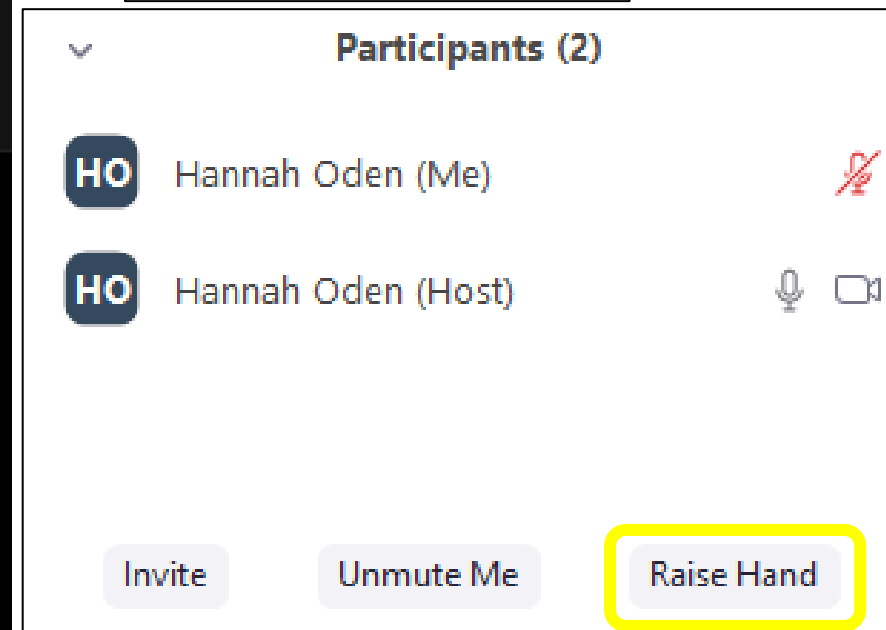 Participants (2)
HO Hannah Oden (Me)
HO Hannah Oden (Host)
Invite Unmute Me Raise Hand